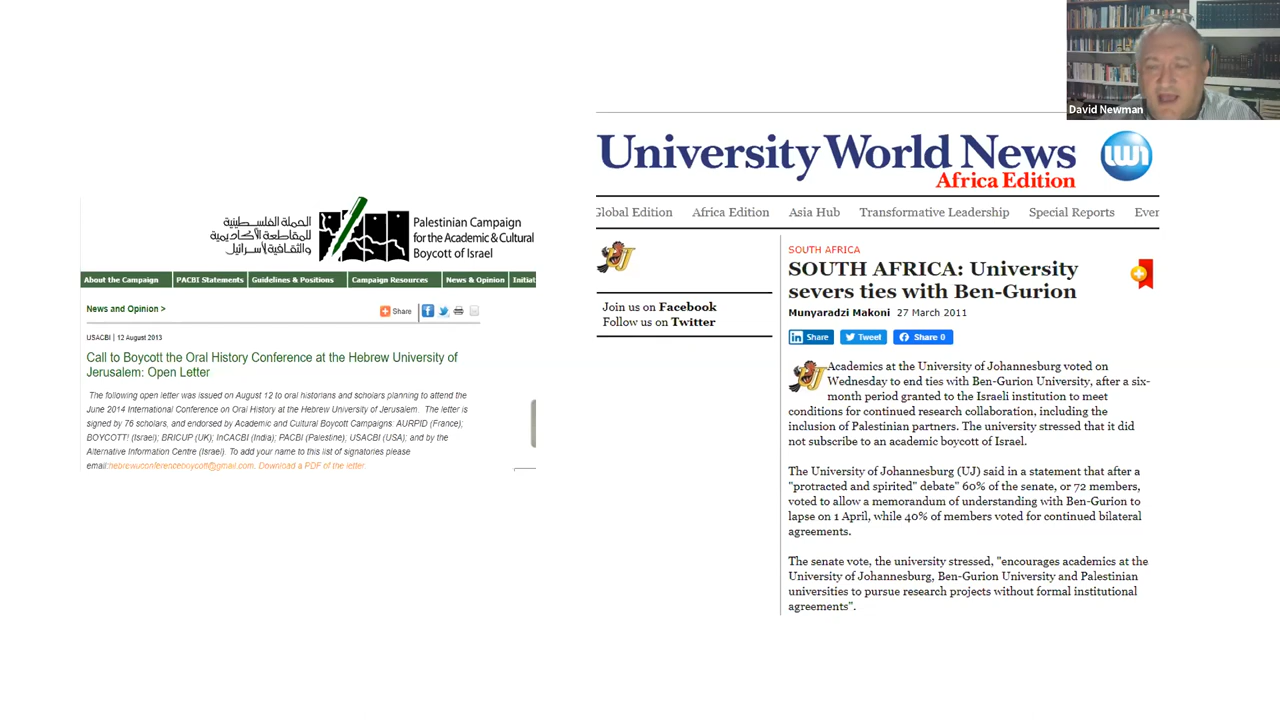 David Newman
الحملة الفلسطينية
للمقاطعة الأكاديمية
والثقافية لإسرائيل
Palestinian Campaign
for the Academic & Cultural
Boycott of Israel
About the Campaign
PACBI Statements
Guidelines & Positions
Campaign Resources
News & Opinion
Initiat
News and Opinion >
Share
USACBI | 12 August 2013
Call to Boycott the Oral History Conference at the Hebrew University of
Jerusalem: Open Letter
The following open letter was issued on August 12 to oral historians and scholars planning to attend the
June 2014 International Conference on Oral History at the Hebrew University of Jerusalem. The letter is
signed by 76 scholars, and endorsed by Academic and Cultural Boycott Campaigns: AURPID (France);
BOYCOTT! (Israel); BRICUP (UK); InCACBI (India); PACBI (Palestine); USACBI (USA); and by the
Alternative Information Centre (Israel). To add your name to this list of signatories please
email:hebrewuconferenceboycott@gmail.com. Download a PDF of the letter.
University World News
Africa Edition
uwn
Global Edition
Africa Edition
Asia Hub
Transformative Leadership
Special Reports
Ever
UJ
Join us on Facebook
Follow us on Twitter
SOUTH AFRICA
SOUTH AFRICA: University
severs ties with Ben-Gurion
Munyaradzi Makoni 27 March 2011
in Share
Tweet
Share 0
UJ
Academics at the University of Johannesburg voted on
Wednesday to end ties with Ben-Gurion University, after a six-
month period granted to the Israeli institution to meet
conditions for continued research collaboration, including the
inclusion of Palestinian partners. The university stressed that it did
not subscribe to an academic boycott of Israel.
The University of Johannesburg (UJ) said in a statement that after a
"protracted and spirited" debate" 60% of the senate, or 72 members,
voted to allow a memorandum of understanding with Ben-Gurion to
lapse on 1 April, while 40% of members voted for continued bilateral
agreements.
The senate vote, the university stressed, "encourages academics at the
University of Johannesburg, Ben-Gurion University and Palestinian
universities to pursue research projects without formal institutional
agreements".